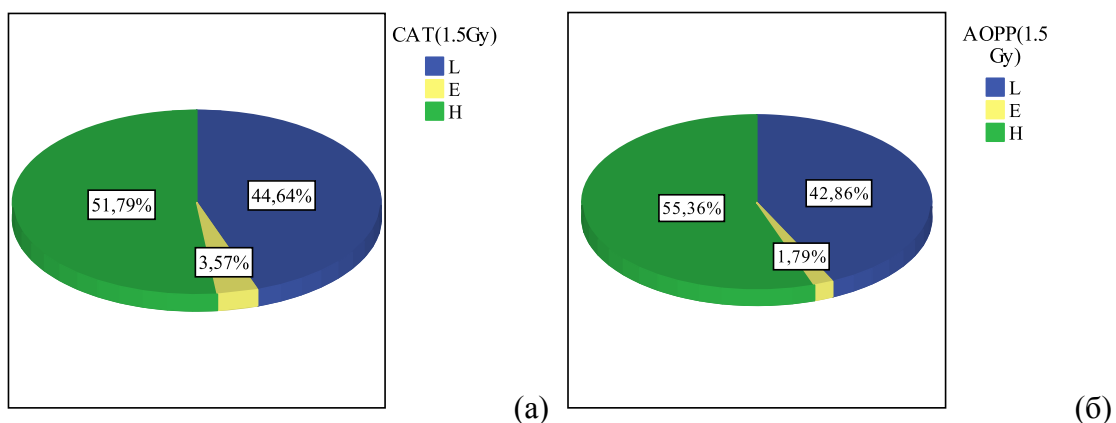 CAT(1.5Gy)
L
E
H
51,79%
44,64%
3,57%
(а)
AOPP(1.5
Gy)
L
E
H
55,36%
42,86%
1,79%
(б)